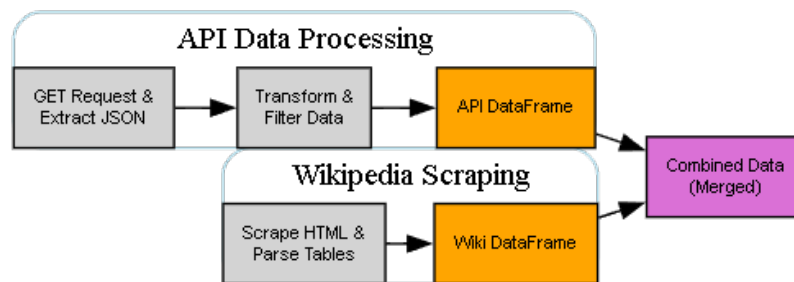 API Data Processing
GET Request &
Extract JSON
Transform &
Filter Data
API DataFrame
Combined Data
(Merged)
Wikipedia Scraping
Scrape HTML &
Parse Tables
Wiki DataFrame